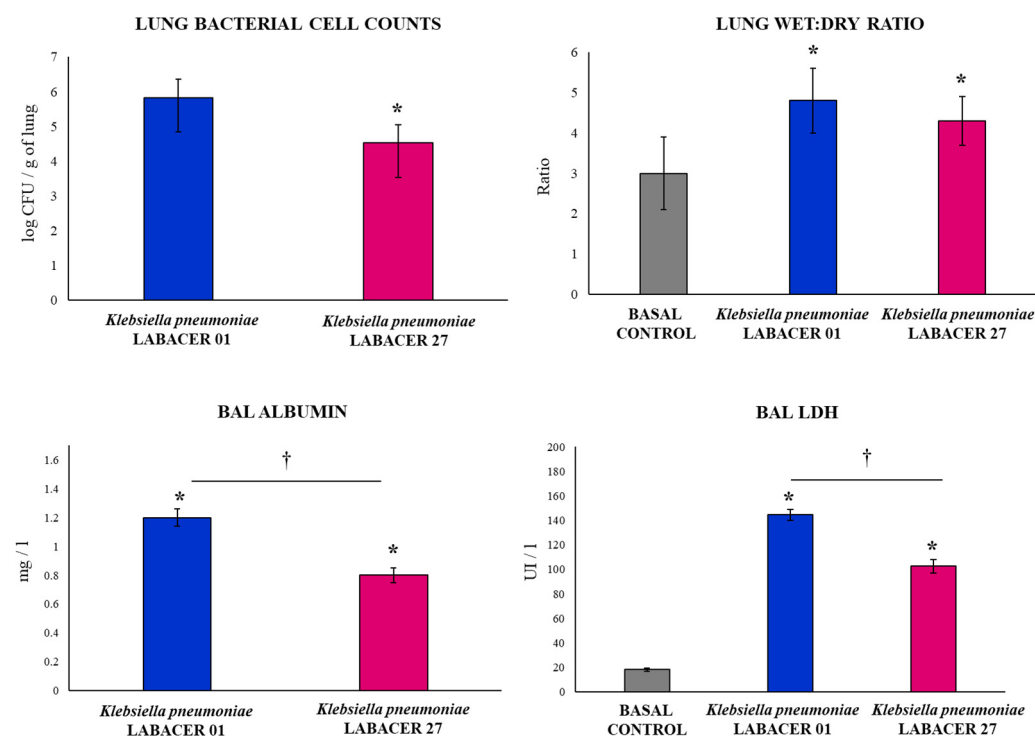 LUNG BACTERIAL CELL COUNTS
7
6
5
4
3
2
1
0
log CFU / g of lung
*
Klebsiella pneumoniae
LABACER 01
Klebsiella pneumoniae
LABACER 27
LUNG WET:DRY RATIO
6
5
4
3
2
1
0
Ratio
*
*
BASAL
CONTROL
Klebsiella pneumoniae
LABACER 01
Klebsiella pneumoniae
LABACER 27
BAL ALBUMIN
1.6
1.4
1.2
1
0.8
0.6
0.4
0.2
0
mg / l
†
*
*
Klebsiella pneumoniae
LABACER 01
Klebsiella pneumoniae
LABACER 27
BAL LDH
200
180
160
140
120
100
80
60
40
20
0
UI / l
†
*
*
BASAL
CONTROL
Klebsiella pneumoniae
LABACER 01
Klebsiella pneumoniae
LABACER 27